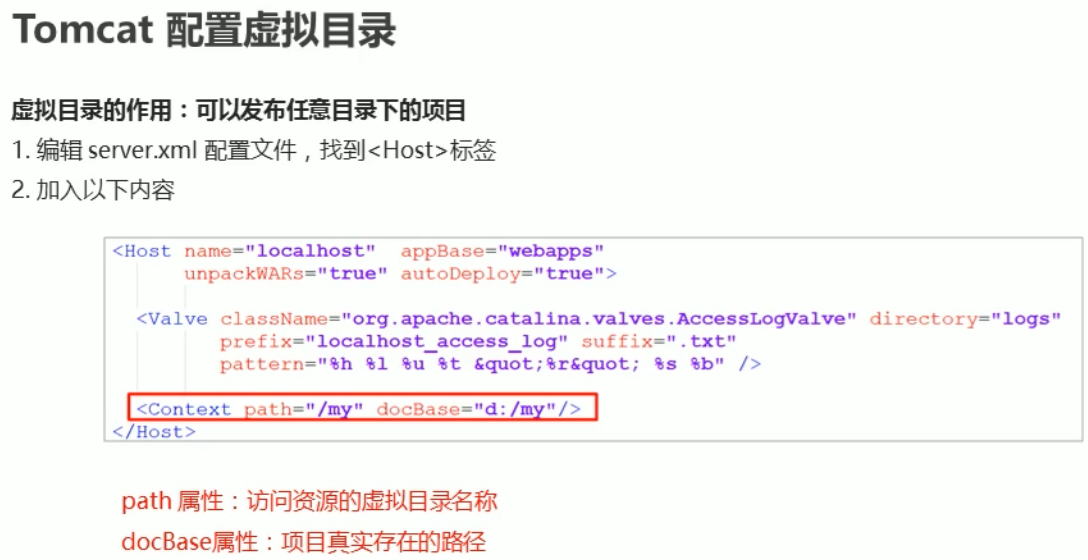 Tomcat 配置虚拟目录
虚拟目录的作用：可以发布任意目录下的项目
1. 编辑 server.xml 配置文件，找到<Host>标签
2. 加入以下内容
<Host name="localhost" appBase="webapps"
unpackWARs="true" autoDeploy="true">
<Valve className="org.apache.catalina.valves.AccessLogValve" directory="logs"
prefix="localhost_access_log" suffix=".txt"
pattern="%h %l %u %t &quot;%r&quot; %s %b" />
<Context path="/my" docBase="d:/my"/>
</Host>
path 属性：访问资源的虚拟目录名称
docBase属性：项目真实存在的路径